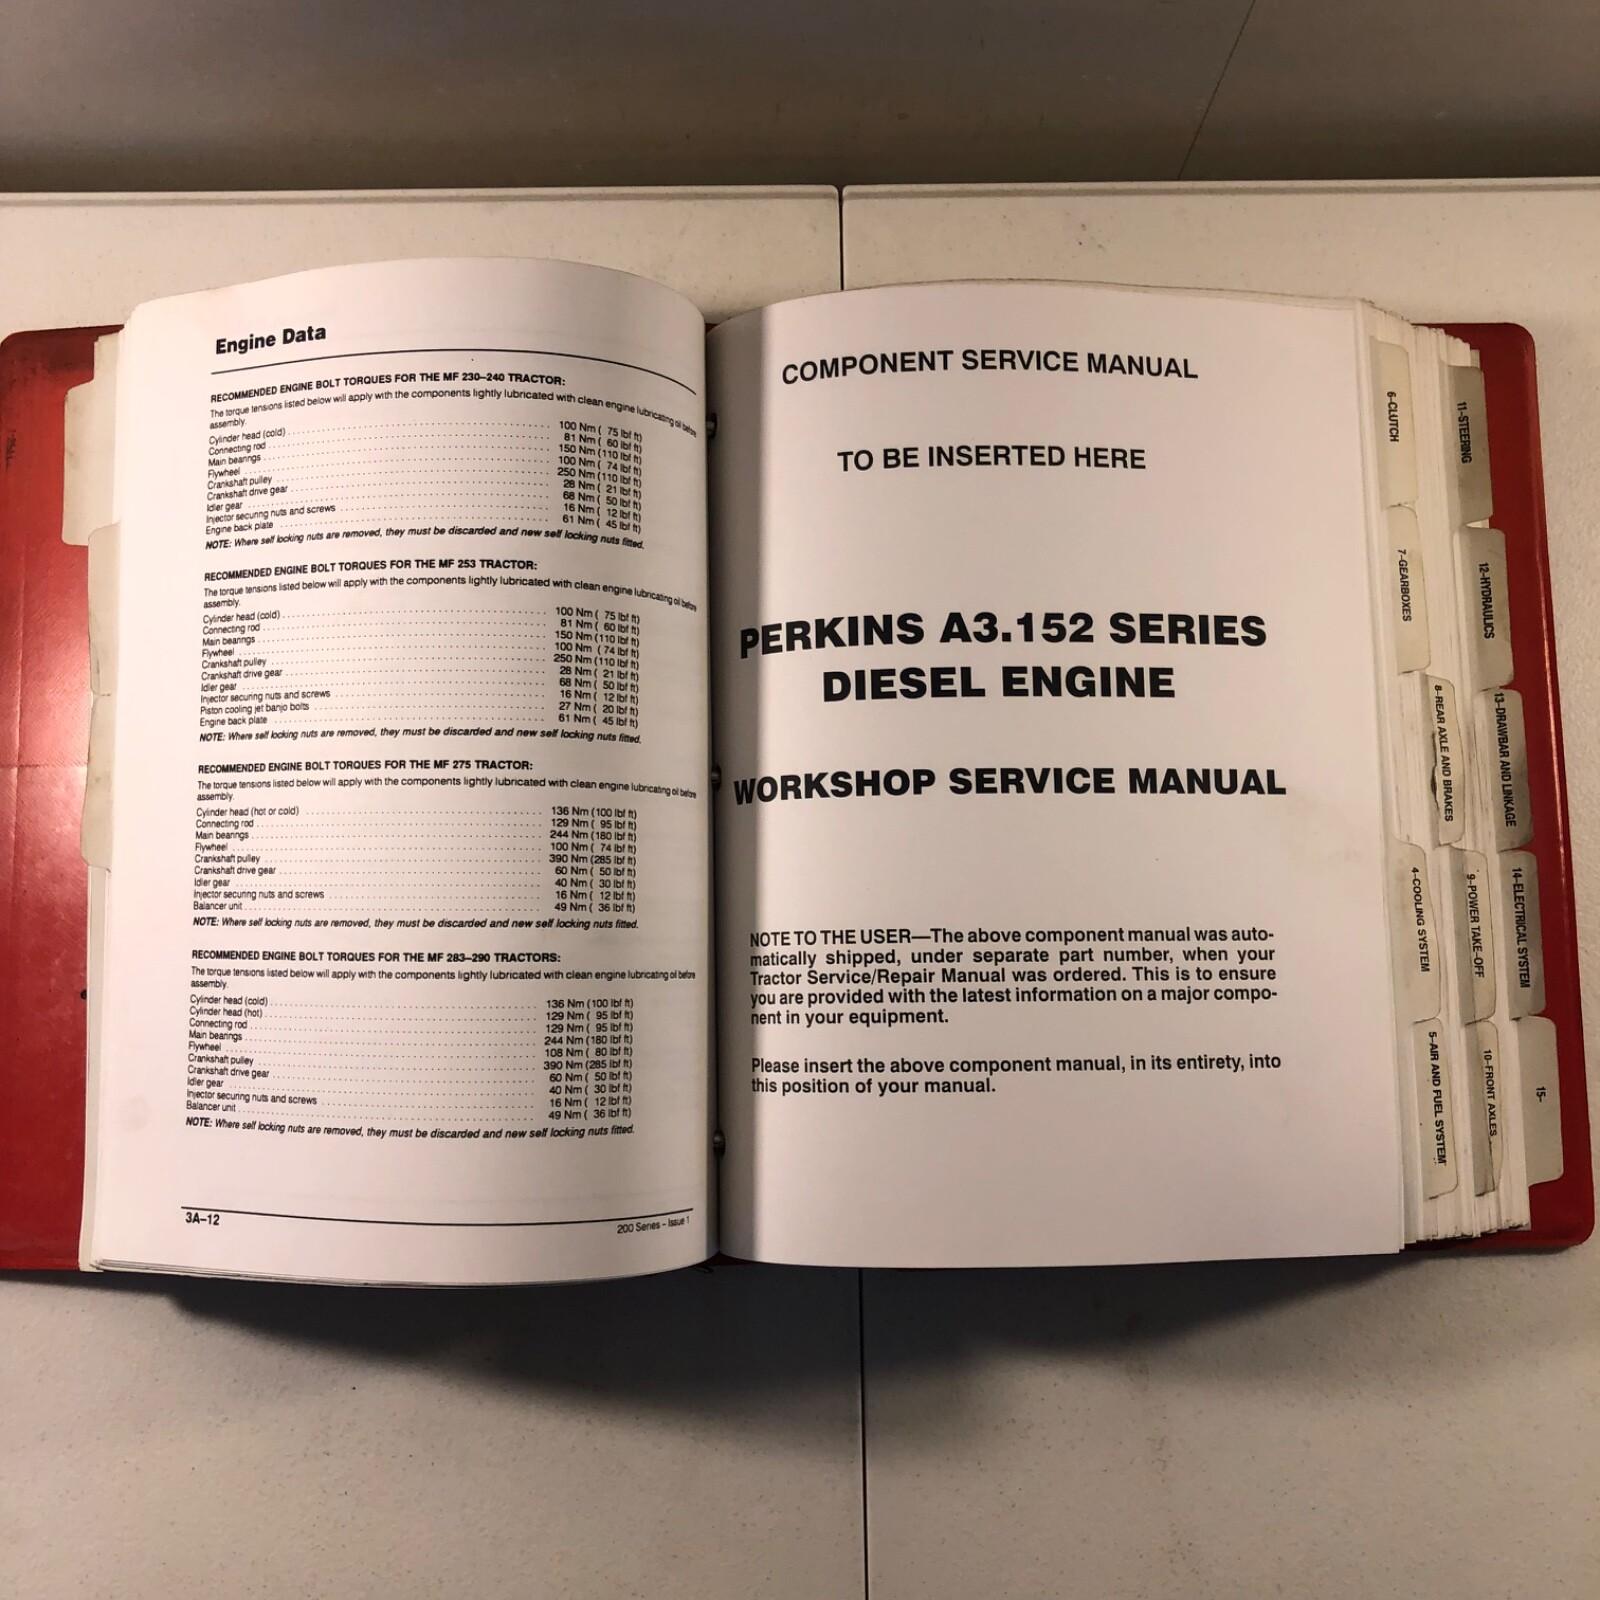 Engine Data
RECOMMENDED ENGINE BOLT TORQUES FOR THE MF 230–240 TRACTOR:
The torque tensions listed below will apply with the components lightly lubricated with clean engine lubricating oil before
assembly.
Cylinder head (cold) 100 Nm ( 75 lbf ft)
Connecting rod 81 Nm ( 60 lbf ft)
Main bearings 150 Nm (110 lbf ft)
Flywheel 100 Nm ( 74 lbf ft)
Crankshaft pulley 250 Nm (110 lbf ft)
Crankshaft drive gear 28 Nm ( 21 lbf ft)
Idler gear 68 Nm ( 50 lbf ft)
Injector securing nuts and screws 16 Nm ( 12 lbf ft)
Engine back plate 61 Nm ( 45 lbf ft)
NOTE: Where self locking nuts are removed, they must be discarded and new self locking nuts fitted.
RECOMMENDED ENGINE BOLT TORQUES FOR THE MF 253 TRACTOR:
The torque tensions listed below will apply with the components lightly lubricated with clean engine lubricating oil before
assembly.
Cylinder head (cold) 100 Nm ( 75 lbf ft)
Connecting rod 81 Nm ( 60 lbf ft)
Main bearings 150 Nm (110 lbf ft)
Flywheel 100 Nm ( 74 lbf ft)
Crankshaft pulley 250 Nm (110 lbf ft)
Crankshaft drive gear 28 Nm ( 21 lbf ft)
Idler gear 68 Nm ( 50 lbf ft)
Injector securing nuts and screws 16 Nm ( 12 lbf ft)
Piston cooling jet banjo bolts 27 Nm ( 20 lbf ft)
Engine back plate 61 Nm ( 45 lbf ft)
NOTE: Where self locking nuts are removed, they must be discarded and new self locking nuts fitted.
RECOMMENDED ENGINE BOLT TORQUES FOR THE MF 275 TRACTOR:
The torque tensions listed below will apply with the components lightly lubricated with clean engine lubricating oil before
assembly.
Cylinder head (hot or cold) 136 Nm (100 lbf ft)
Connecting rod 129 Nm ( 95 lbf ft)
Main bearings 244 Nm (180 lbf ft)
Flywheel 100 Nm ( 74 lbf ft)
Crankshaft pulley 390 Nm (285 lbf ft)
Crankshaft drive gear 60 Nm ( 50 lbf ft)
Idler gear 40 Nm ( 30 lbf ft)
Injector securing nuts and screws 16 Nm ( 12 lbf ft)
Balancer unit 49 Nm ( 36 lbf ft)
NOTE: Where self locking nuts are removed, they must be discarded and new self locking nuts fitted.
RECOMMENDED ENGINE BOLT TORQUES FOR THE MF 283–290 TRACTORS:
The torque tensions listed below will apply with the components lightly lubricated with clean engine lubricating oil before
assembly.
Cylinder head (cold) 136 Nm (100 lbf ft)
Cylinder head (hot) 129 Nm ( 95 lbf ft)
Connecting rod 129 Nm ( 95 lbf ft)
Main bearings 244 Nm (180 lbf ft)
Flywheel 108 Nm ( 80 lbf ft)
Crankshaft pulley 390 Nm (285 lbf ft)
Crankshaft drive gear 60 Nm ( 50 lbf ft)
Idler gear 40 Nm ( 30 lbf ft)
Injector securing nuts and screws 16 Nm ( 12 lbf ft)
Balancer unit 49 Nm ( 36 lbf ft)
NOTE: Where self locking nuts are removed, they must be discarded and new self locking nuts fitted.
3A–12
200 Series – Issue 1
COMPONENT SERVICE MANUAL
TO BE INSERTED HERE
PERKINS A3.152 SERIES
DIESEL ENGINE
WORKSHOP SERVICE MANUAL
NOTE TO THE USER—The above component manual was auto-
matically shipped, under separate part number, when your
Tractor Service/Repair Manual was ordered. This is to ensure
you are provided with the latest information on a major compo-
nent in your equipment.
Please insert the above component manual, in its entirety, into
this position of your manual.
4–COOLING SYSTEM
5–AIR AND FUEL SYSTEM
6–CLUTCH
7–GEARBOXES
8–REAR AXLE AND BRAKES
9–POWER TAKE–OFF
10–FRONT AXLES
11–STEERING
12–HYDRAULICS
13–DRAWBAR AND LINKAGE
14–ELECTRICAL SYSTEM
15–